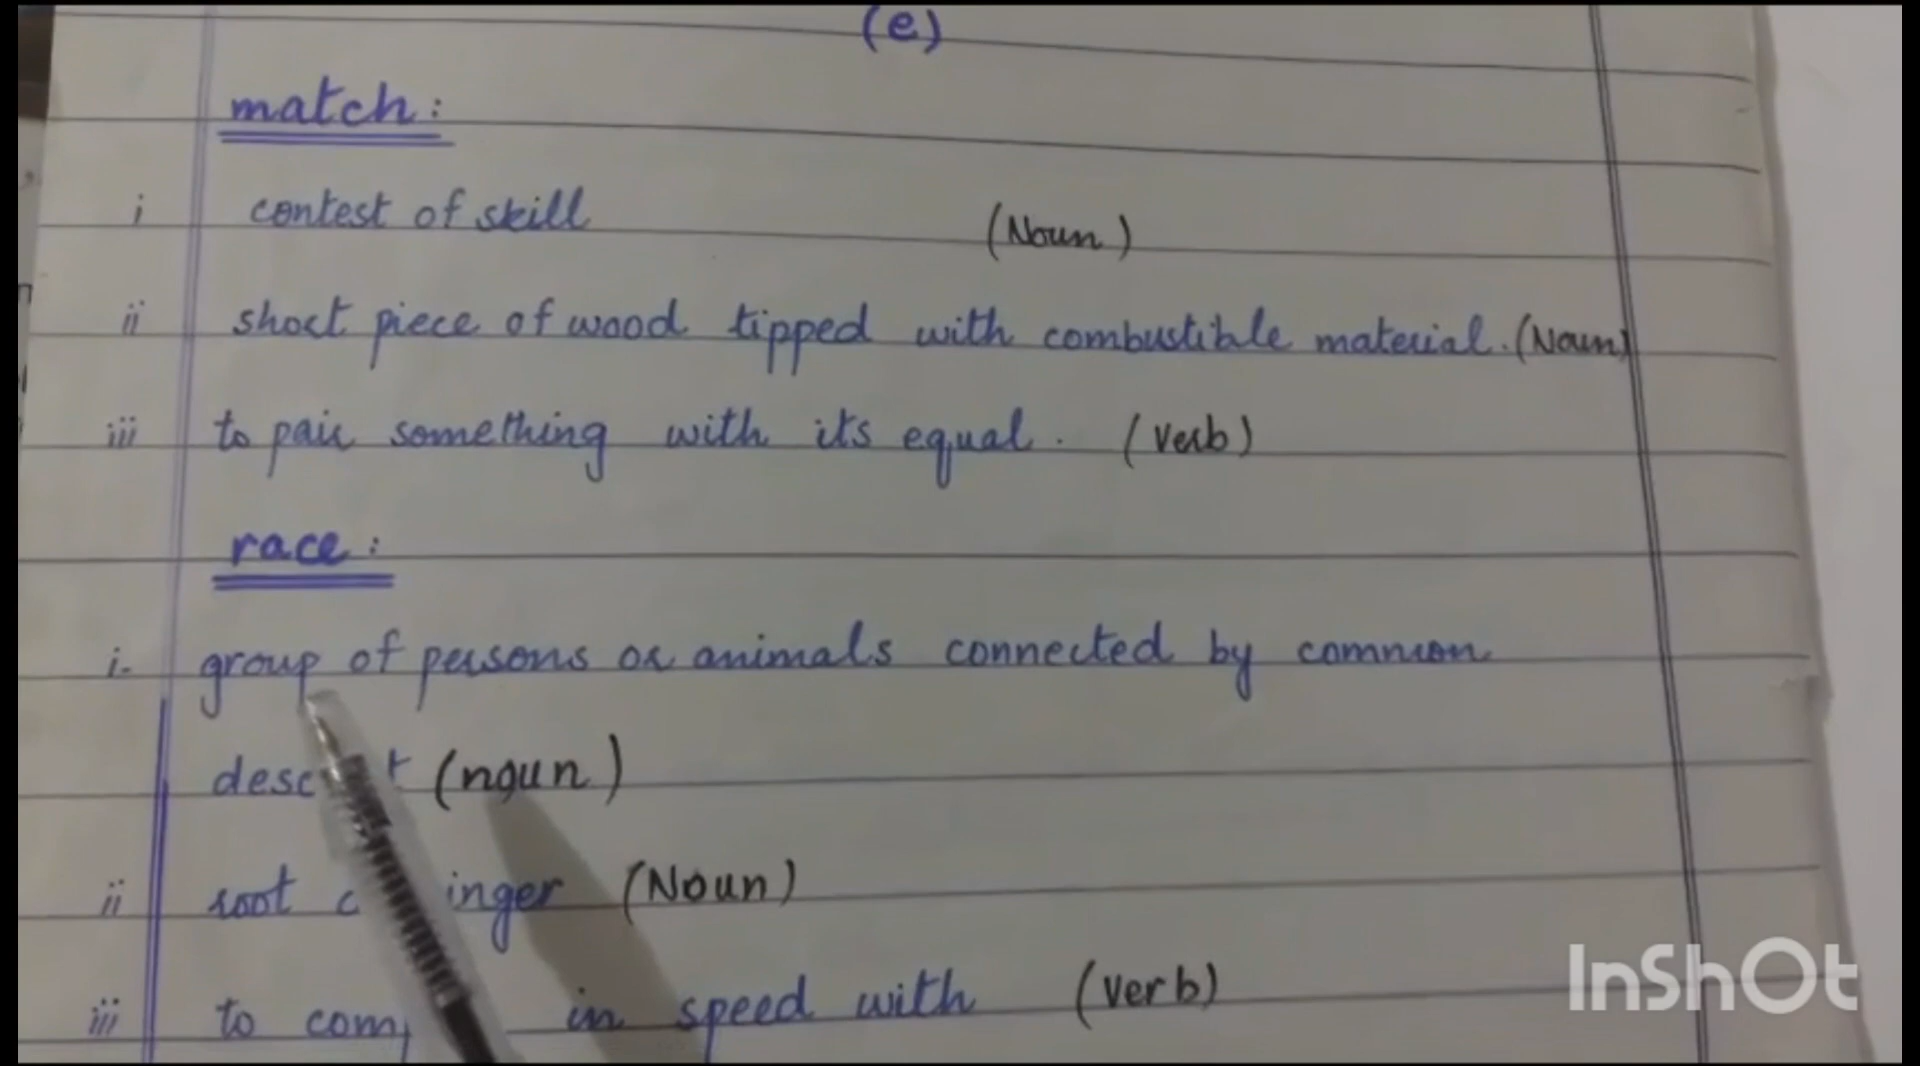 (e)
match:
i contest of skill (Noun)
ii short piece of wood tipped with combustible material. (Noun)
iii to pair something with its equal. (verb)
race:
i- group of persons or animals connected by common
(noun)
ii root (Noun)
iii to in speed with (verb)
InShOt